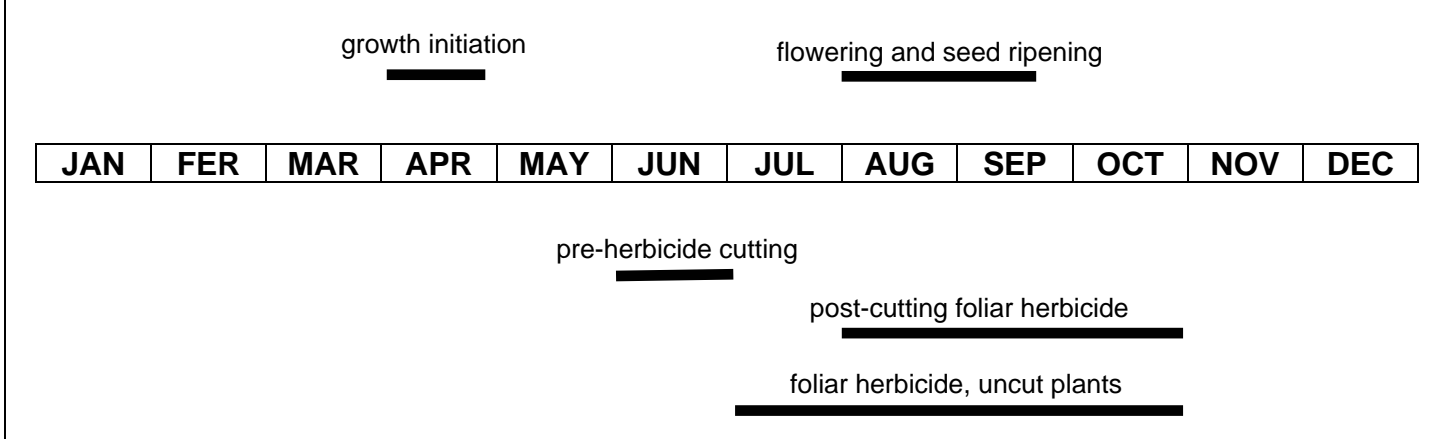 growth initiation
flowering and seed ripening
JAN FER MAR APR MAY JUN JUL AUG SEP OCT NOV DEC
pre-herbicide cutting
post-cutting foliar herbicide
foliar herbicide, uncut plants